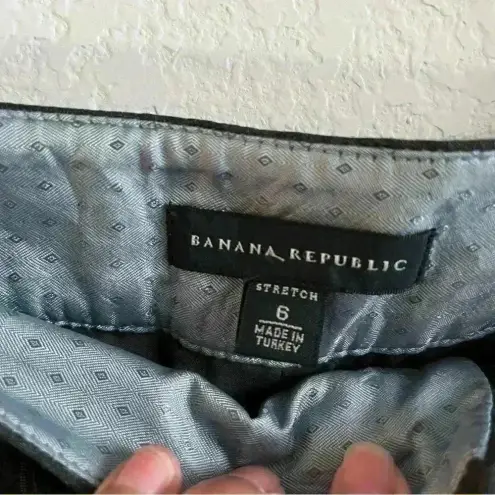 BANANA REPUBLIC
STRETCH
6
MADE IN
TURKEY